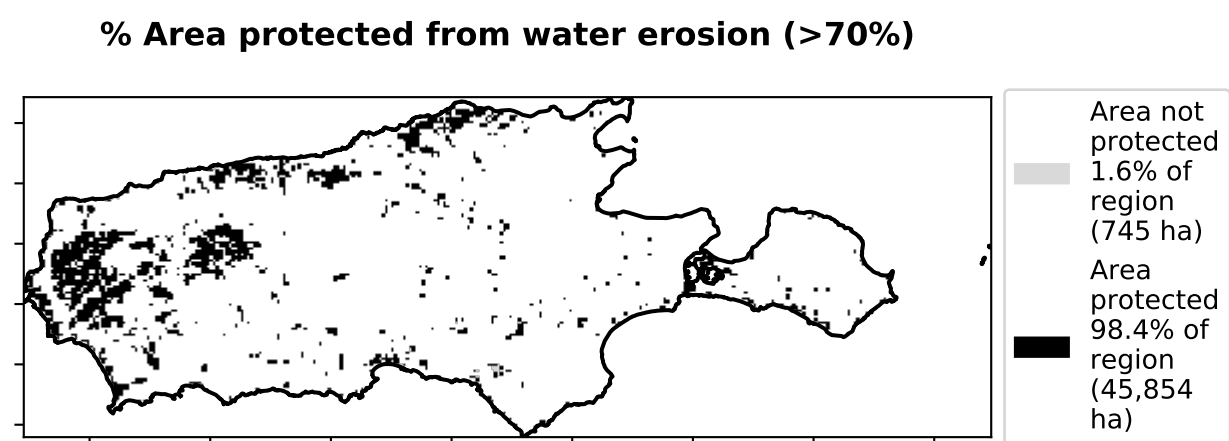 % Area protected from water erosion (>70%)
Area not
protected
1.6% of
region
(745 ha)
Area
protected
98.4% of
region
(45,854
ha)